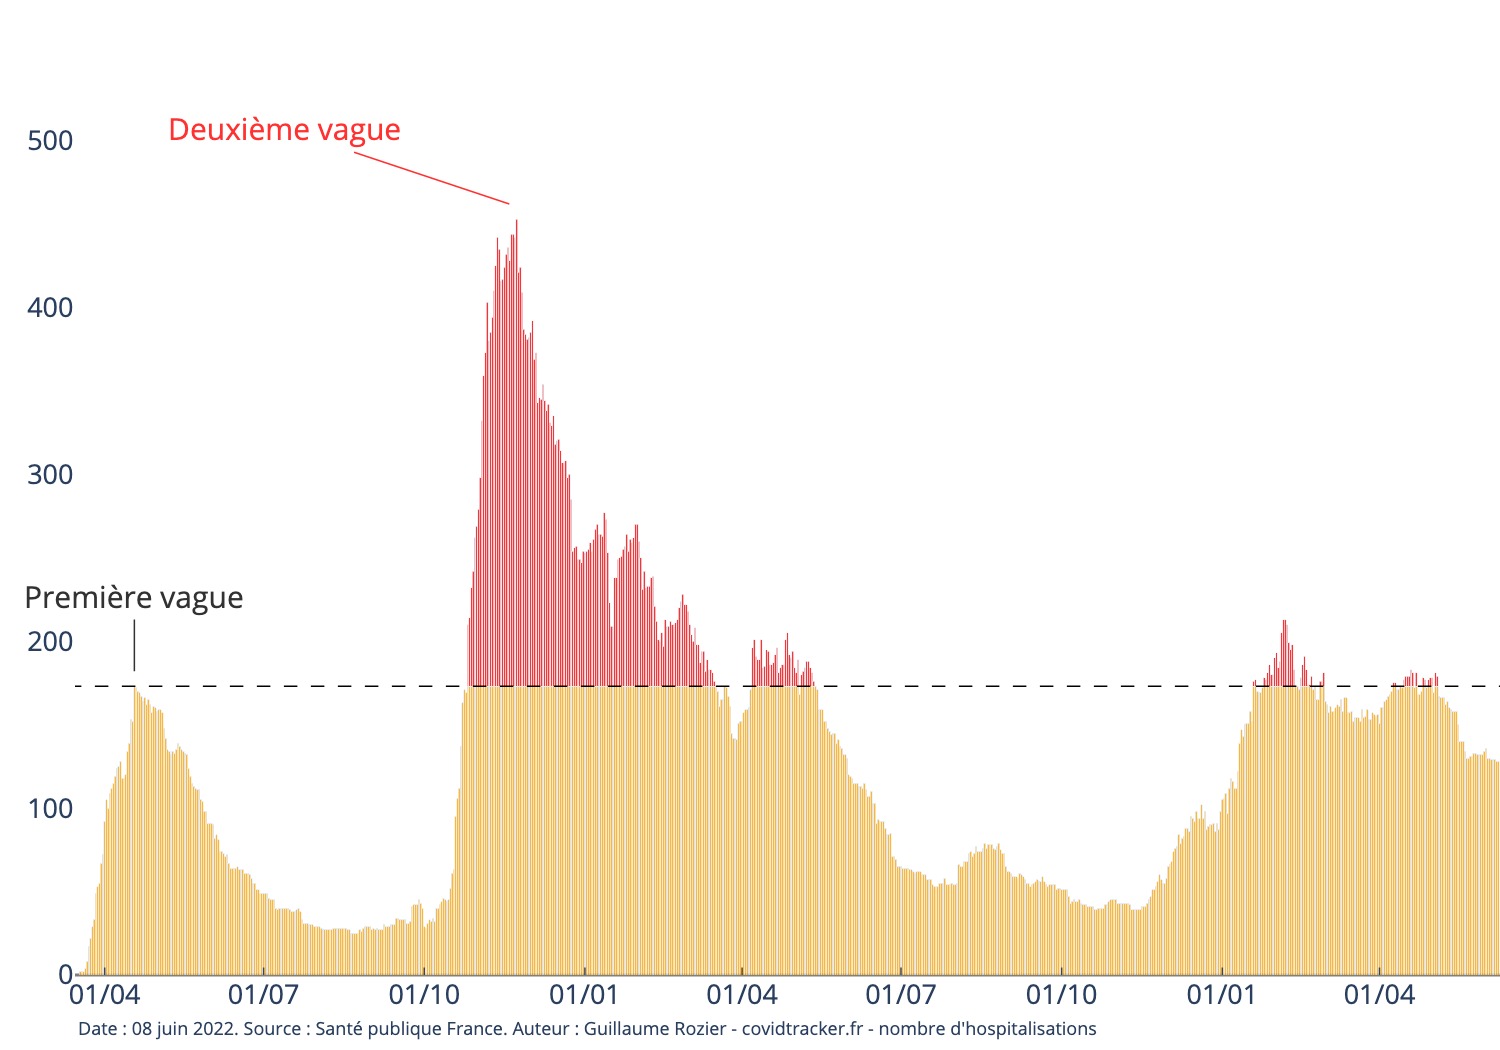 Deuxième vague
500
400
300
Première vague
200
100
0
01/04 01/07 01/10 01/01 01/04 01/07 01/10 01/01 01/04
Date : 08 juin 2022. Source : Santé publique France. Auteur : Guillaume Rozier - covidtracker.fr - nombre d'hospitalisations